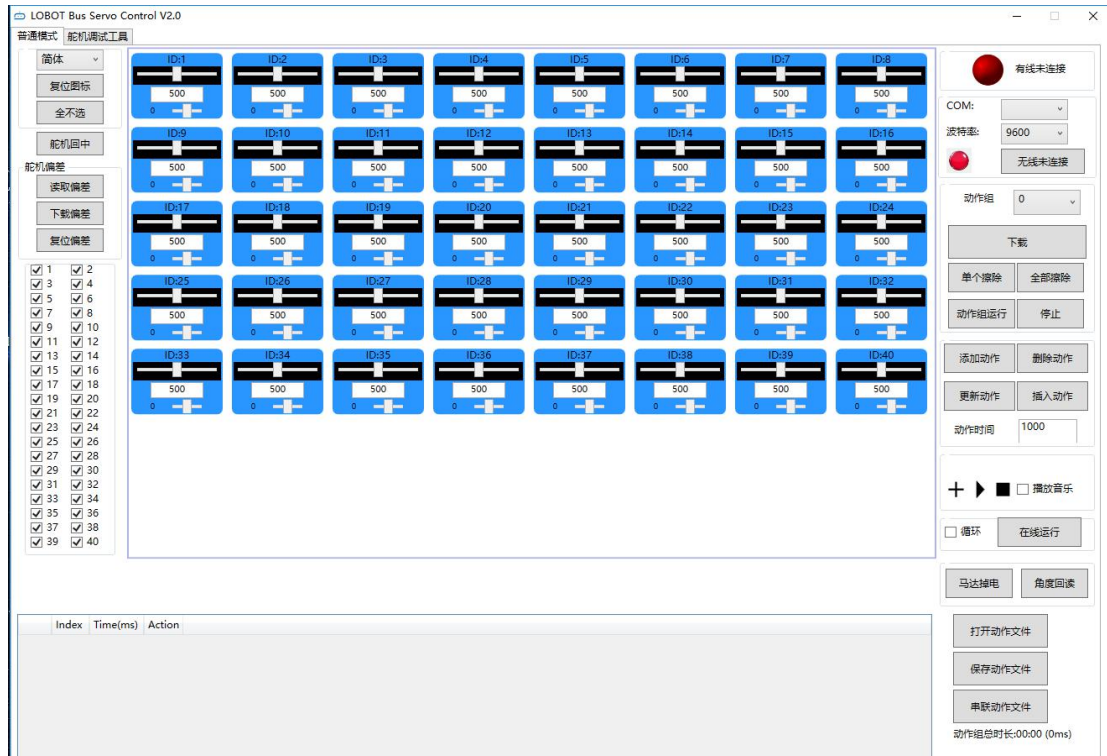 LOBOT Bus Servo Control V2.0
普通模式 舵机调试工具
简体
复位图标
全不选
舵机回中
舵机偏差
读取偏差
下载偏差
复位偏差
1 2
3 4
5 6
7 8
9 10
11 12
13 14
15 16
17 18
19 20
21 22
23 24
25 26
27 28
29 30
31 32
33 34
35 36
37 38
39 40
ID:1 ID:2 ID:3 ID:4 ID:5 ID:6 ID:7 ID:8
500 500 500 500 500 500 500 500
0 0 0 0 0 0 0 0
ID:9 ID:10 ID:11 ID:12 ID:13 ID:14 ID:15 ID:16
500 500 500 500 500 500 500 500
0 0 0 0 0 0 0 0
ID:17 ID:18 ID:19 ID:20 ID:21 ID:22 ID:23 ID:24
500 500 500 500 500 500 500 500
0 0 0 0 0 0 0 0
ID:25 ID:26 ID:27 ID:28 ID:29 ID:30 ID:31 ID:32
500 500 500 500 500 500 500 500
0 0 0 0 0 0 0 0
ID:33 ID:34 ID:35 ID:36 ID:37 ID:38 ID:39 ID:40
500 500 500 500 500 500 500 500
0 0 0 0 0 0 0 0
有线未连接
COM:
波特率: 9600
无线未连接
动作组 0
下载
单个擦除 全部擦除
动作组运行 停止
添加动作 删除动作
更新动作 插入动作
动作时间 1000
播放音乐
循环 在线运行
马达掉电 角度回读
Index Time(ms) Action
打开动作文件
保存动作文件
串联动作文件
动作组总时长:00:00 (0ms)